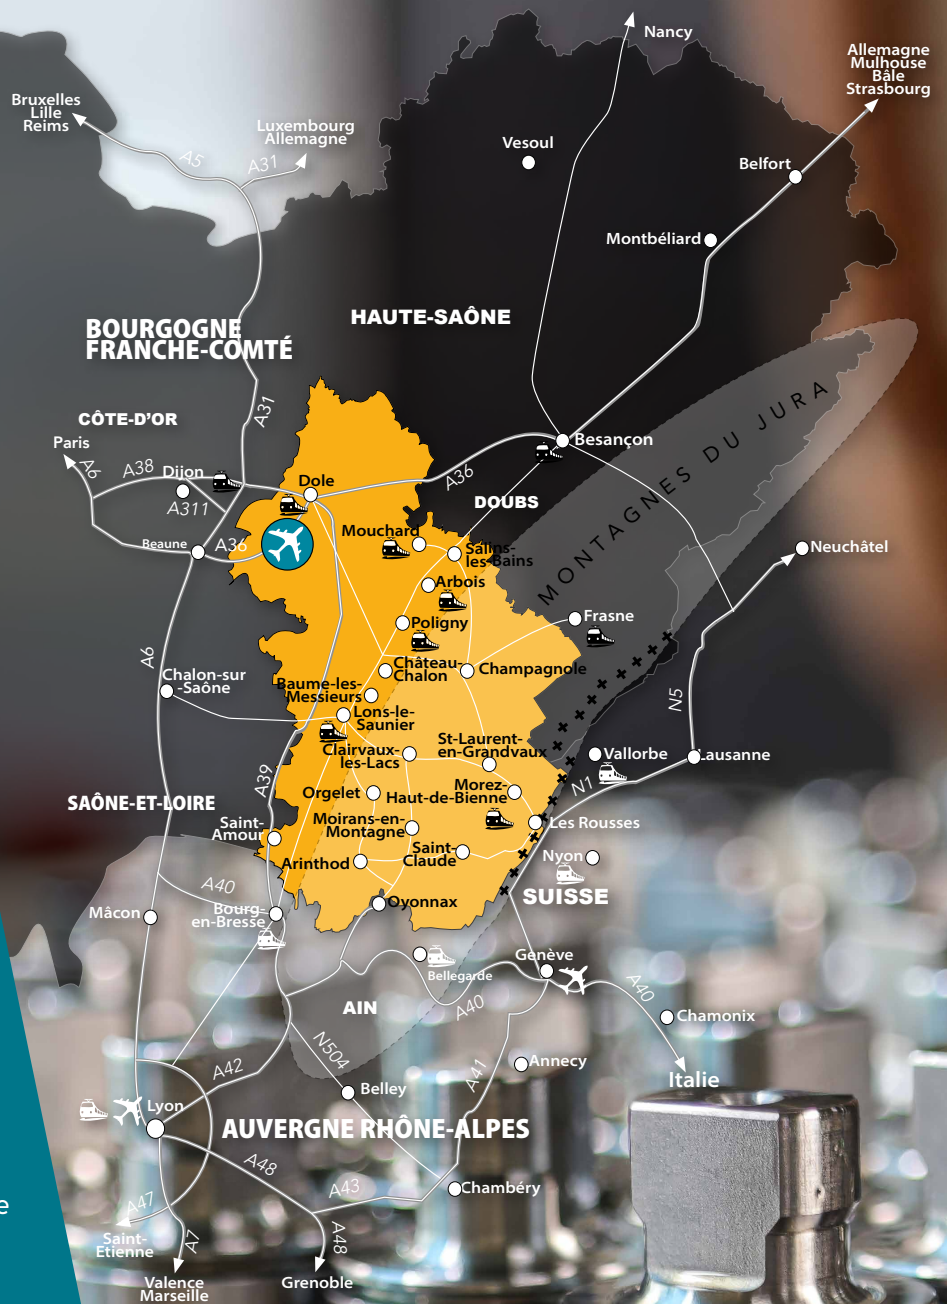 Nancy
Allemagne
Mulhouse
Bâle
Strasbourg
Bruxelles
Lille
Reims
Luxembourg
Allemagne
A5
A31
Vesoul
Belfort
Montbéliard
HAUTE-SAÔNE
BOURGOGNE
FRANCHE-COMTÉ
MONTAGNES DU JURA
A31
CÔTE-D'OR
Paris
A6
A38
Dijon
A311
Besançon
A36
Dole
DOUBS
Mouchard
Beaune
A36
Salins-
les-Bains
Neuchâtel
Arbois
Frasne
Poligny
A6
Château-
Chalon
Champagnole
Chalon-sur
-Saône
Baume-les-
Messieurs
N5
Lons-le-
Saunier
St-Laurent-
en-Grandvaux
Clairvaux-
les-Lacs
Vallorbe
Lausanne
A39
N1
Orgelet
Morez-
Haut-de-Bienne
SAÔNE-ET-LOIRE
Saint-
Amour
Moirans-en-
Montagne
Les Rousses
Arinthod
Saint-
Claude
Nyon
A40
SUISSE
Mâcon
Bourg-
en-Bresse
Oyonnax
Genève
Bellegarde
A40
A40
AIN
Chamonix
N504
A42
A41
Annecy
Italie
Belley
Lyon
AUVERGNE RHÔNE-ALPES
A48
A43
Chambéry
A47
e
Saint-
Etienne
A7
A48
Valence
Marseille
Grenoble